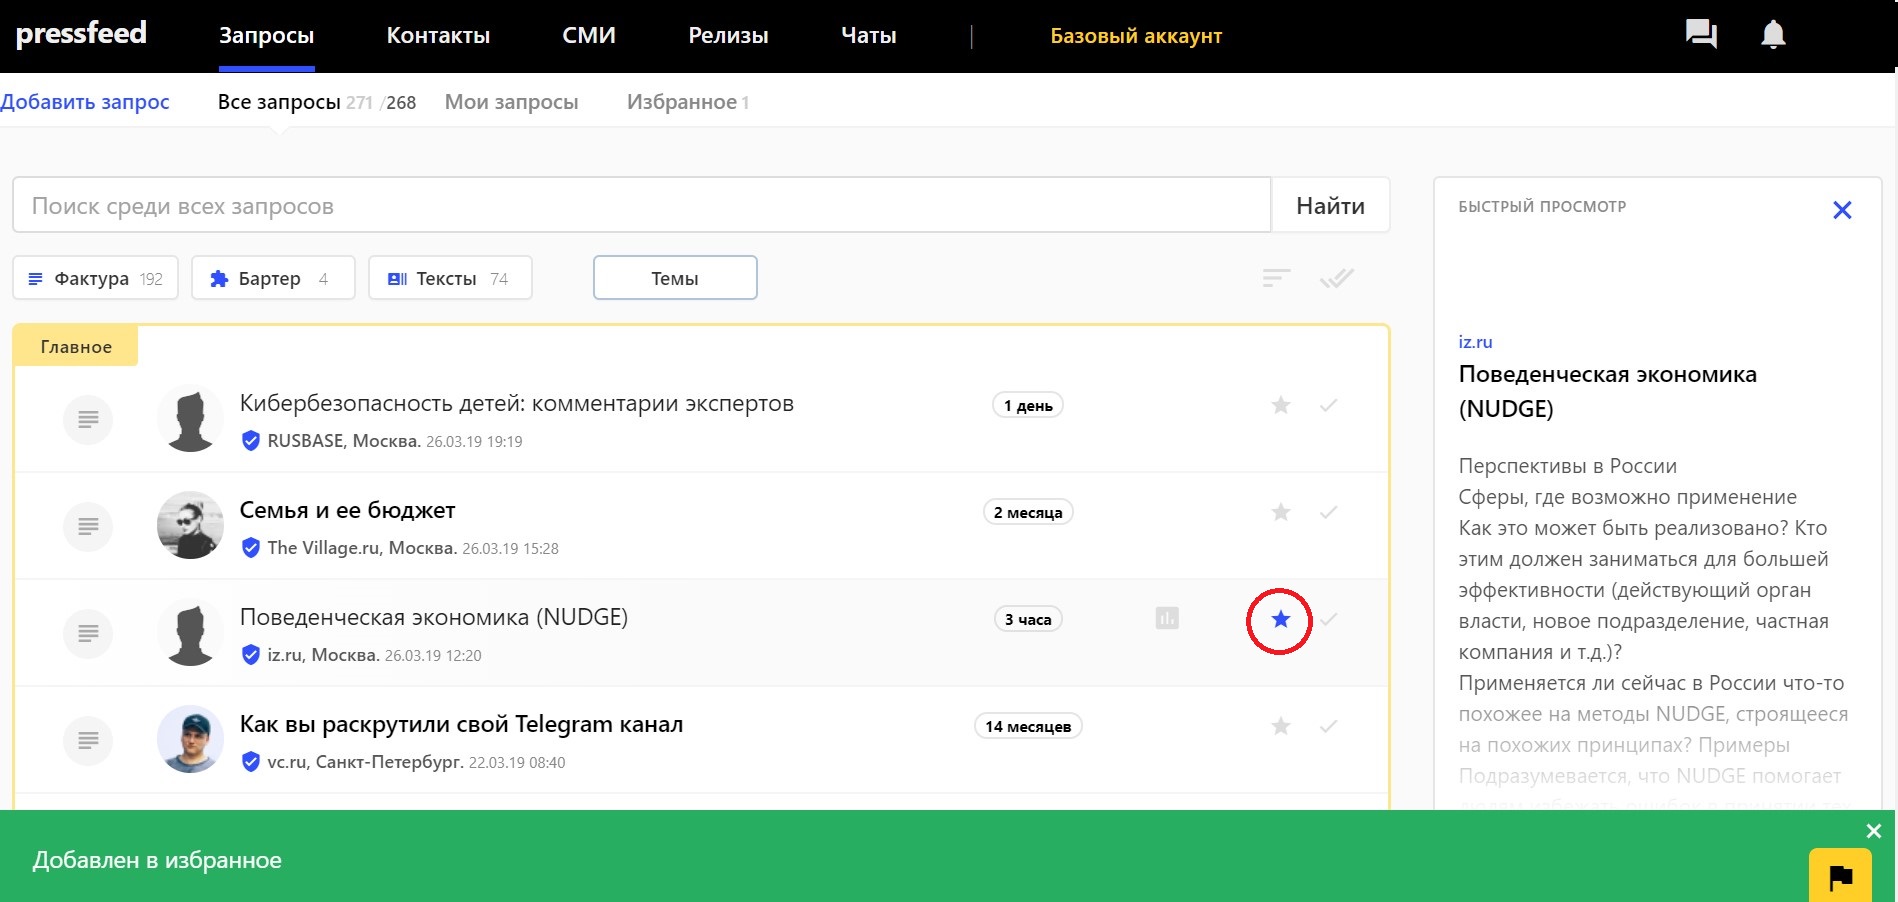 pressfeed
Запросы
Контакты
СМИ
Релизы
Чаты
Базовый аккаунт
Добавить запрос
Все запросы 271 /268
Мои запросы
Избранное 1
Поиск среди всех запросов
Найти
Фактура 192
Бартер 4
Тексты 74
Темы
Главное
Кибербезопасность детей: комментарии экспертов
1 день
RUSBASE, Москва. 26.03.19 19:19
Семья и ее бюджет
2 месяца
The Village.ru, Москва. 26.03.19 15:28
Поведенческая экономика (NUDGE)
3 часа
iz.ru, Москва. 26.03.19 12:20
Как вы раскрутили свой Telegram канал
14 месяцев
vc.ru, Санкт-Петербург. 22.03.19 08:40
БЫСТРЫЙ ПРОСМОТР
iz.ru
Поведенческая экономика
(NUDGE)
Перспективы в России
Сферы, где возможно применение
Как это может быть реализовано? Кто
этим должен заниматься для большей
эффективности (действующий орган
власти, новое подразделение, частная
компания и т.д.)?
Применяется ли сейчас в России что-то
похожее на методы NUDGE, строящееся
на похожих принципах? Примеры
Подразумевается, что NUDGE помогает
Добавлен в избранное